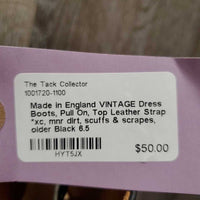 The Tack Collector
1001720-1100
Made in England VINTAGE Dress
Boots, Pull On, Top Leather Strap
*xc, mnr dirt, scuffs & scrapes,
older Black 6.5
HYT5JX
$50.00